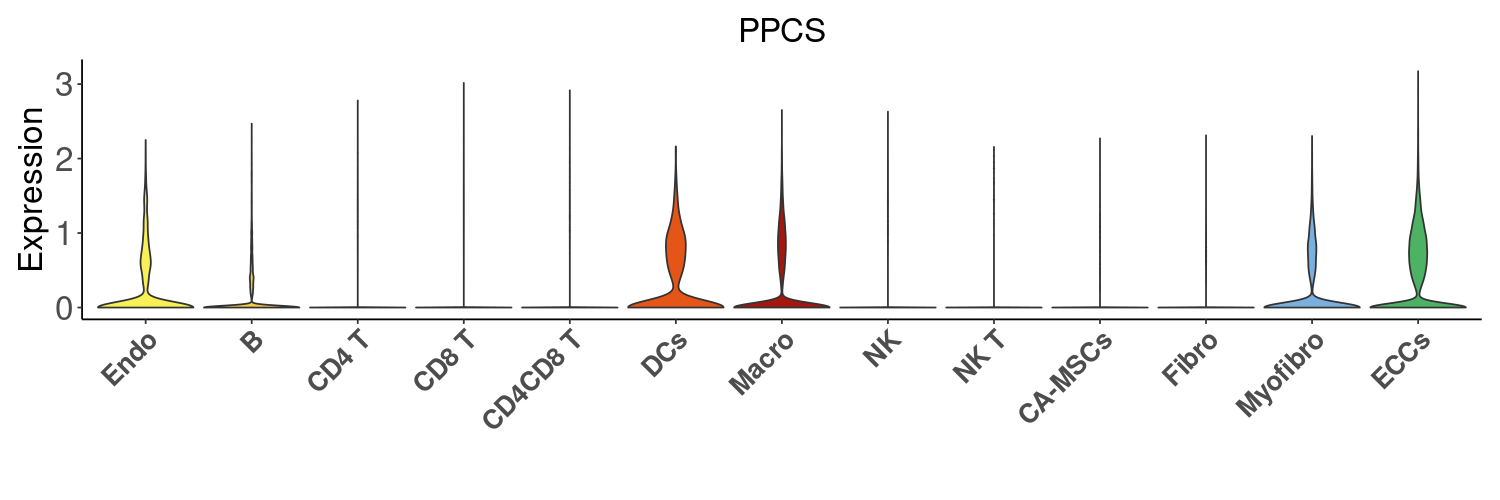 PPCS
Expression
3
2
1
0
Endo
B
CD4 T
CD8 T
CD4CD8 T
DCs
Macro
NK
NK T
CA-MSCs
Fibro
Myofibro
ECCs